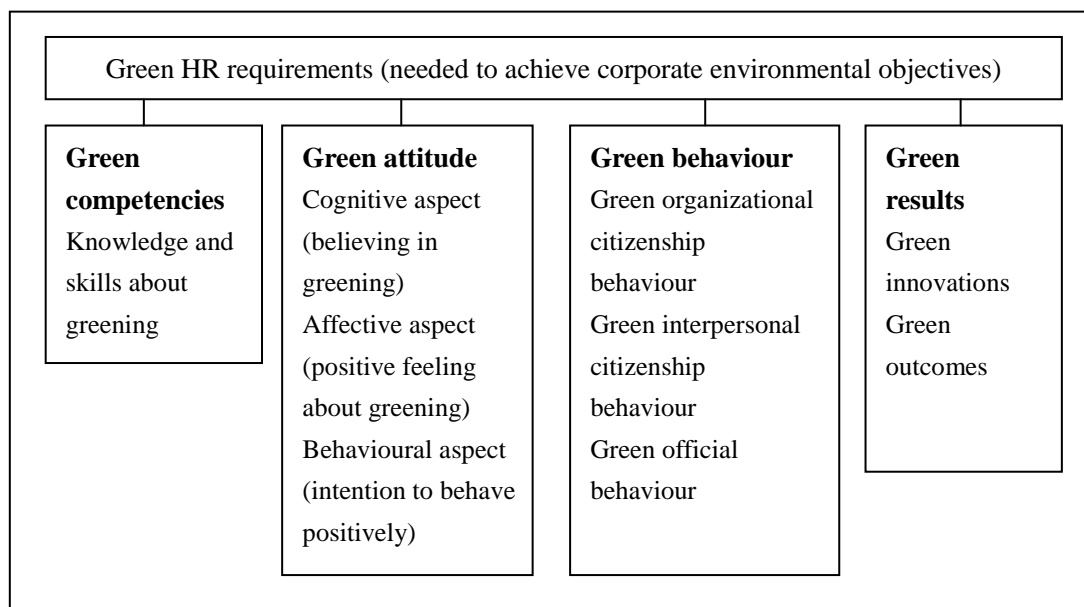 Green HR requirements (needed to achieve corporate environmental objectives)
Green
competencies
Knowledge and
skills about
greening
Green attitude
Cognitive aspect
(believing in
greening)
Affective aspect
(positive feeling
about greening)
Behavioural aspect
(intention to behave
positively)
Green behaviour
Green organizational
citizenship
behaviour
Green interpersonal
citizenship
behaviour
Green official
behaviour
Green
results
Green
innovations
Green
outcomes